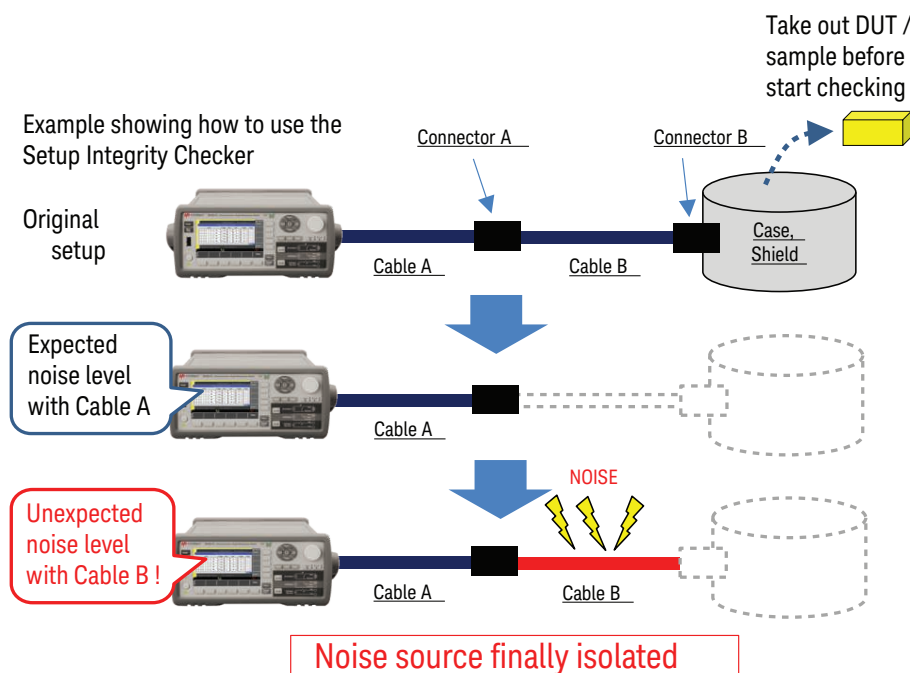 Take out DUT /
sample before
start checking
Example showing how to use the
Setup Integrity Checker
Connector A
Connector B
Original
setup
Case,
Shield
Cable A
Cable B
Expected
noise level
with Cable A
Cable A
NOISE
Unexpected
noise level
with Cable B !
Cable A
Cable B
Noise source finally isolated